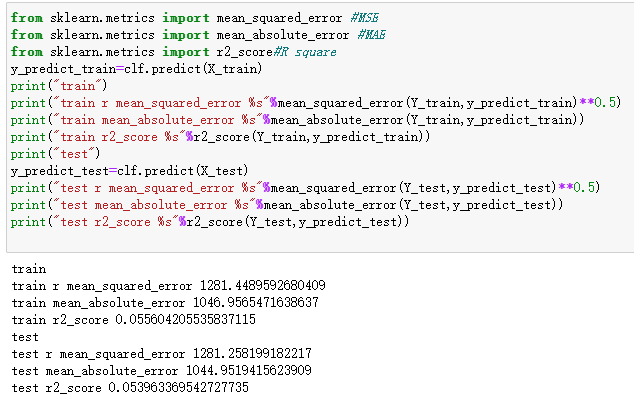 from sklearn.metrics import mean_squared_error #MSE
from sklearn.metrics import mean_absolute_error #MAE
from sklearn.metrics import r2_score#R square
y_predict_train=clf.predict(X_train)
print("train")
print("train r mean_squared_error %s"%mean_squared_error(Y_train,y_predict_train)**0.5)
print("train mean_absolute_error %s"%mean_absolute_error(Y_train,y_predict_train))
print("train r2_score %s"%r2_score(Y_train,y_predict_train))
print("test")
y_predict_test=clf.predict(X_test)
print("test r mean_squared_error %s"%mean_squared_error(Y_test,y_predict_test)**0.5)
print("test mean_absolute_error %s"%mean_absolute_error(Y_test,y_predict_test))
print("test r2_score %s"%r2_score(Y_test,y_predict_test))
train
train r mean_squared_error 1281.4489592680409
train mean_absolute_error 1046.9565471638637
train r2_score 0.055604205535837115
test
test r mean_squared_error 1281.258199182217
test mean_absolute_error 1044.9519415623909
test r2_score 0.053963369542727735